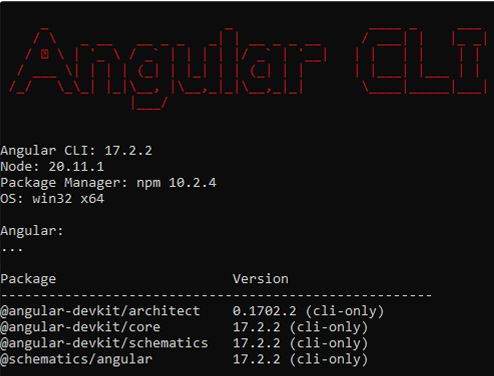 Angular CLI
Angular CLI: 17.2.2
Node: 20.11.1
Package Manager: npm 10.2.4
OS: win32 x64
Angular:
...
Package Version
------------------------------------------------------
@angular-devkit/architect 0.1702.2 (cli-only)
@angular-devkit/core 17.2.2 (cli-only)
@angular-devkit/schematics 17.2.2 (cli-only)
@schematics/angular 17.2.2 (cli-only)